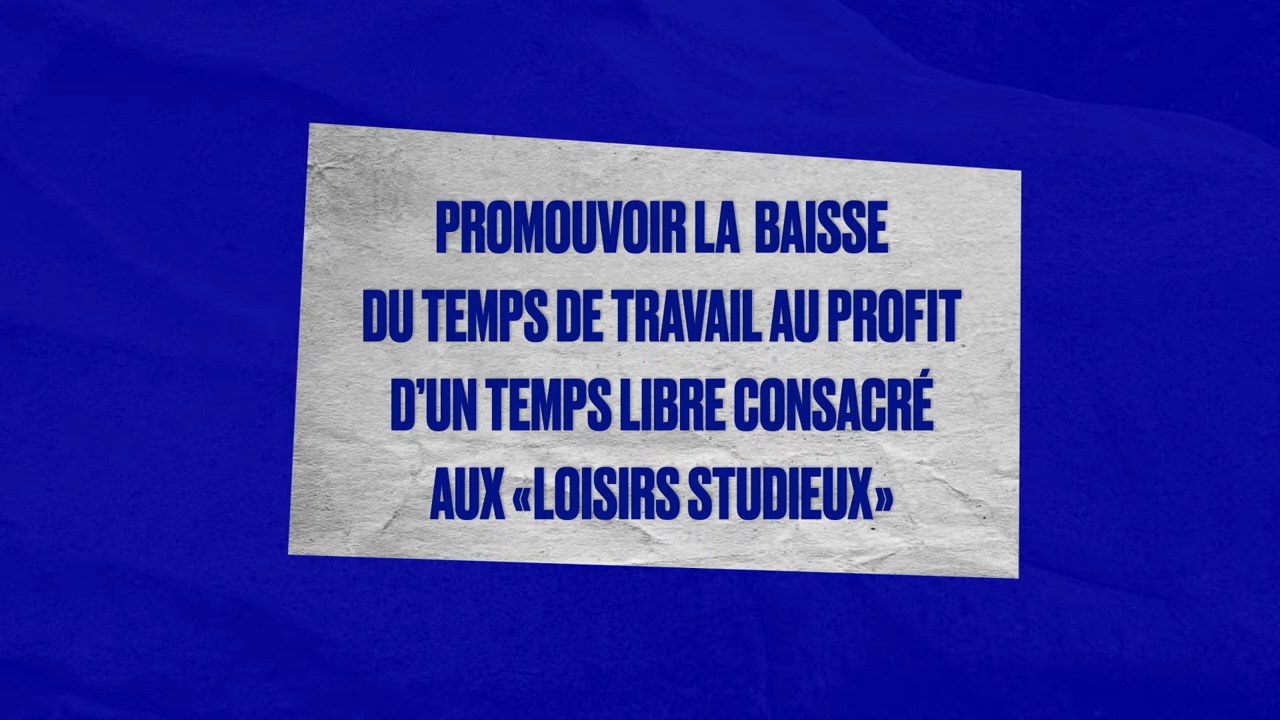 PROMOUVOIR LA BAISSE
DU TEMPS DE TRAVAIL AU PROFIT
D'UN TEMPS LIBRE CONSACRÉ
AUX «LOISIRS STUDIEUX»